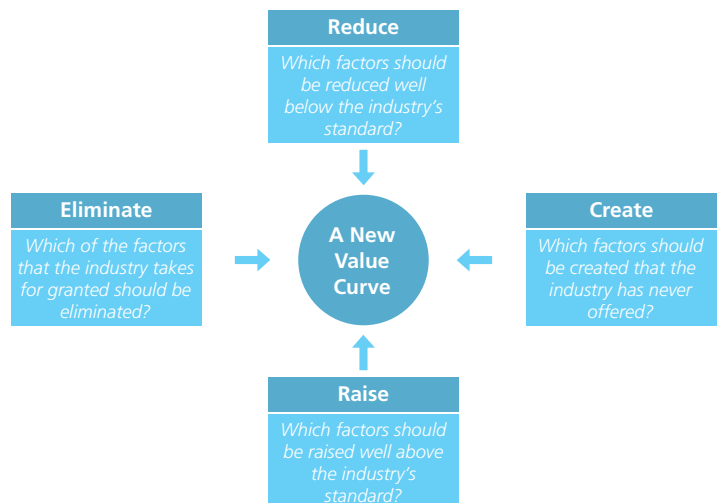 Reduce
Which factors should
be reduced well
below the industry's
standard?
Eliminate
Which of the factors
that the industry takes
for granted should be
eliminated?
A New
Value
Curve
Create
Which factors should
be created that the
industry has never
offered?
Raise
Which factors should
be raised well above
the industry's
standard?